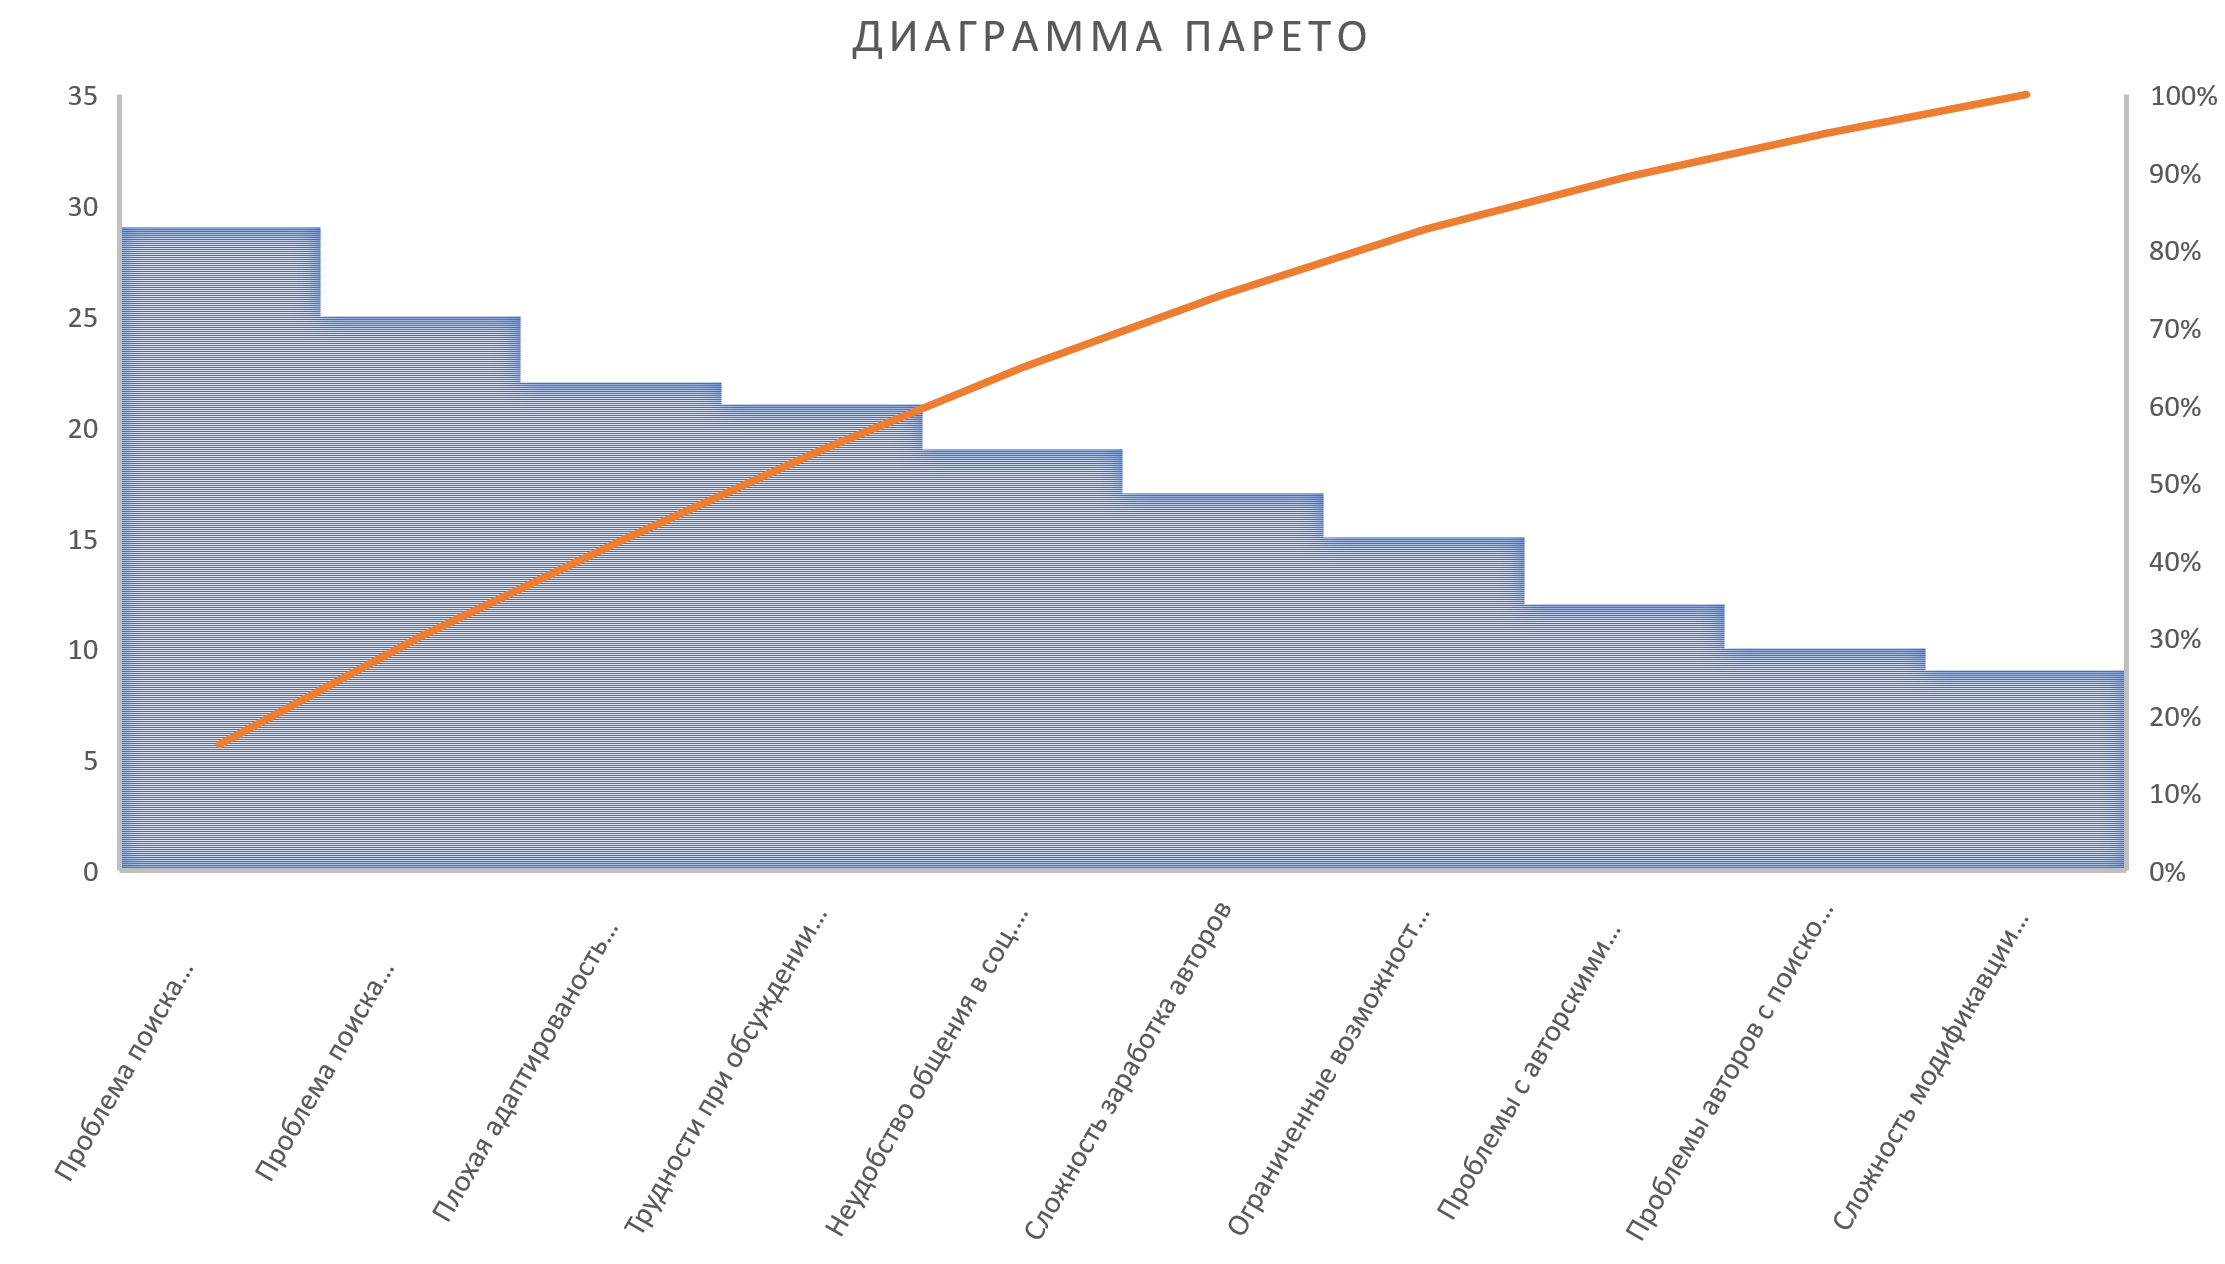 ДИАГРАММА ПАРЕТО
35
30
25
20
15
10
5
0
100%
90%
80%
70%
60%
50%
40%
30%
20%
10%
0%
Проблема поиска...
Проблема поиска...
Плохая адаптированость...
Трудности при обсуждении...
Неудобство общения в соц....
Сложность заработка авторов
Ограниченные возможност...
Проблемы с авторскими...
Проблемы авторов с поиско...
Сложность модификавции...